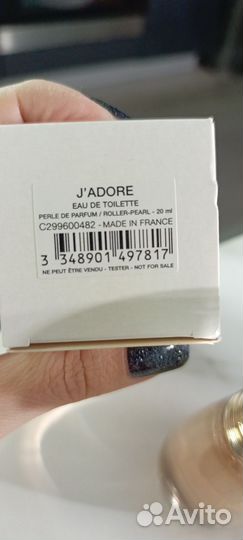 J'ADORE
EAU DE TOILETTE
PERLE DE PARFUM / ROLLER-PEARL - 20 ml
C299600482 - MADE IN FRANCE
3 348901 497817
NE PEUT ÊTRE VENDU - TESTER - NOT FOR SALE
Avito